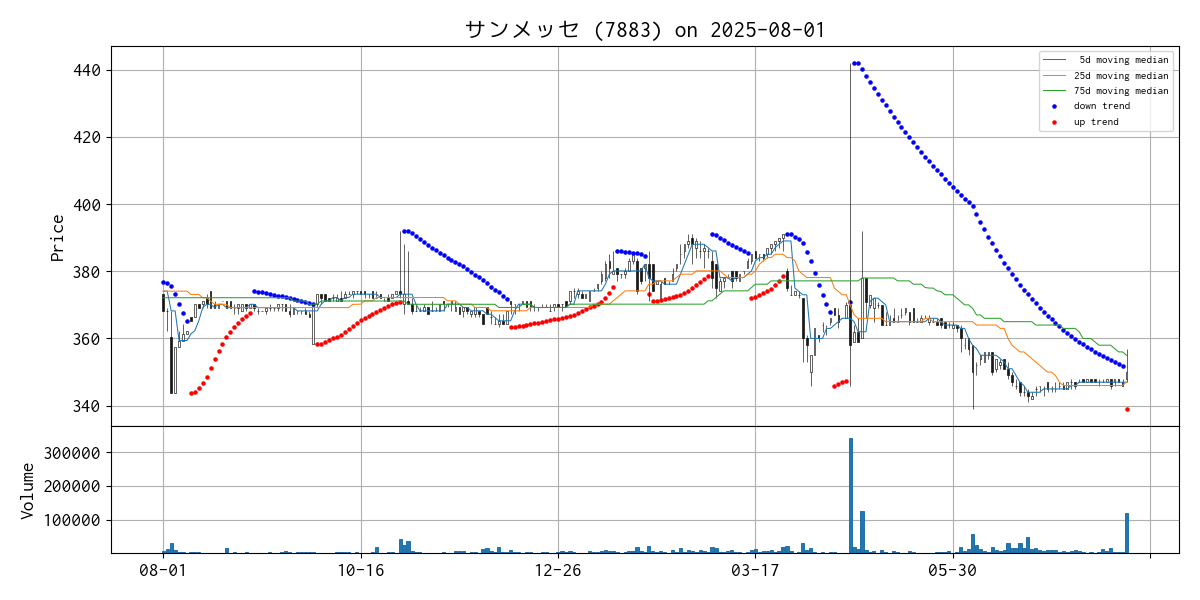 サンメッセ (7883) on 2025-08-01
Price
440
420
400
380
360
340
5d moving median
25d moving median
75d moving median
down trend
up trend
Volume
300000
200000
100000
08-01
10-16
12-26
03-17
05-30